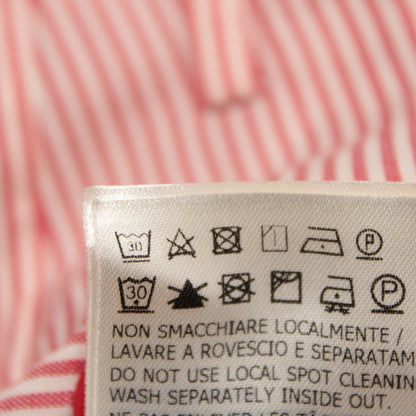 30 P
30 P
NON SMACCHIARE LOCALMENTE /
LAVARE A ROVESCIO E SEPARATAM
DO NOT USE LOCAL SPOT CLEANIN
WASH SEPARATELY INSIDE OUT.